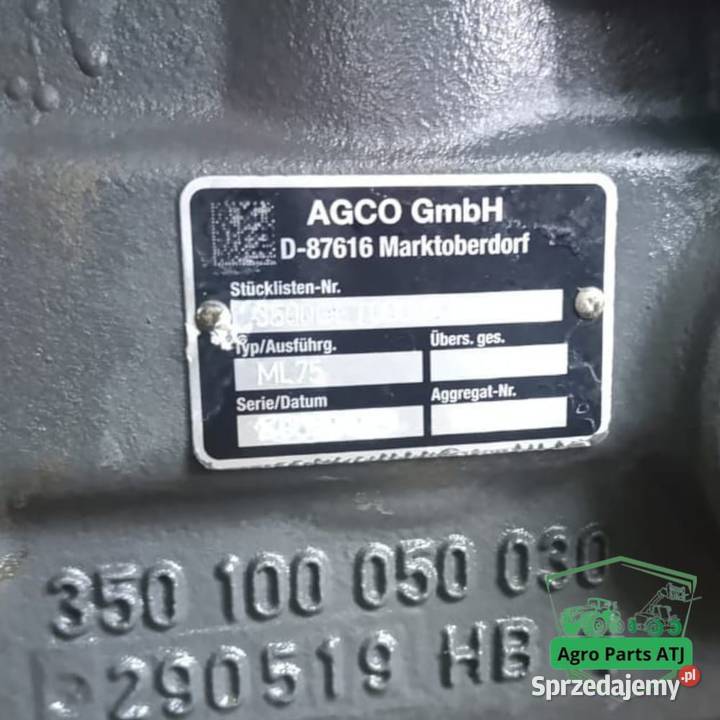 AGCO GmbH
D-87616 Marktoberdorf
Stücklisten-Nr.
Typ/Ausführg.
Übers. ges.
ML75
Serie/Datum
Aggregat-Nr.
350 100 050 030
290519 HB
Agro Parts ATJ
Sprzedajemy.pl